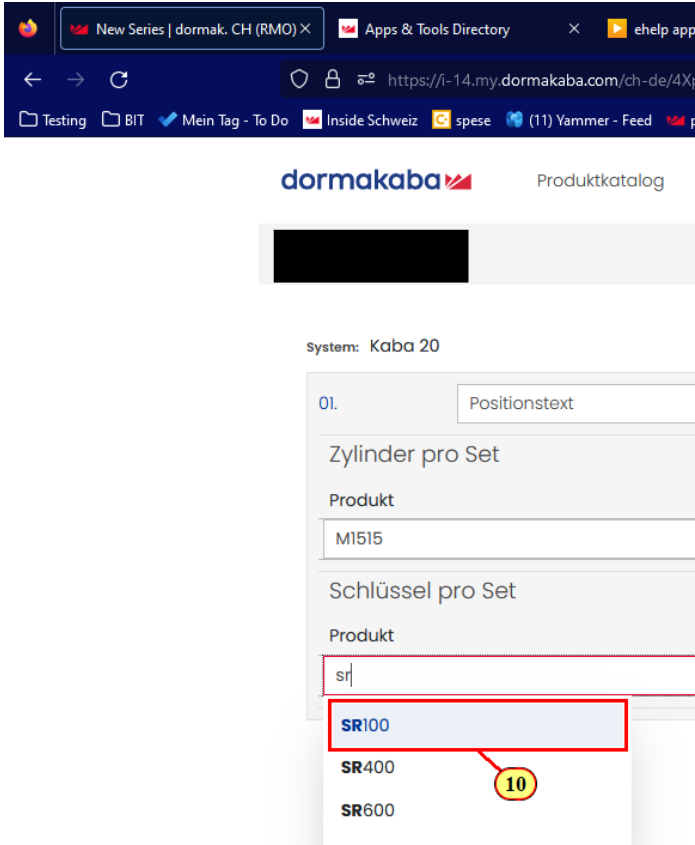 New Series | dormak. CH (RMO) Apps & Tools Directory ehelp app
https://i-14.my.dormakaba.com/ch-de/4Xp
Testing BIT Mein Tag - To Do Inside Schweiz spese (11) Yammer - Feed
dormakaba Produktkatalog
System: Kaba 20
01. Positionstext
Zylinder pro Set
Produkt
M1515
Schlüssel pro Set
Produkt
sr
SR100
SR400
10
SR600